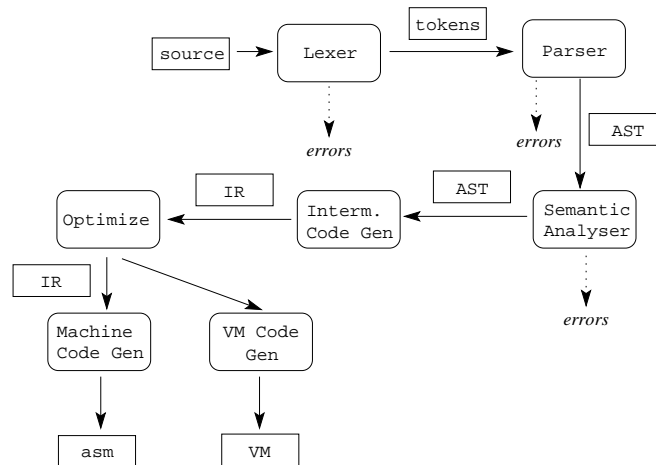 source
Lexer
tokens
Parser
errors
errors
AST
Optimize
IR
Interm.
Code Gen
AST
Semantic
Analyser
errors
IR
Machine
Code Gen
VM Code
Gen
asm
VM